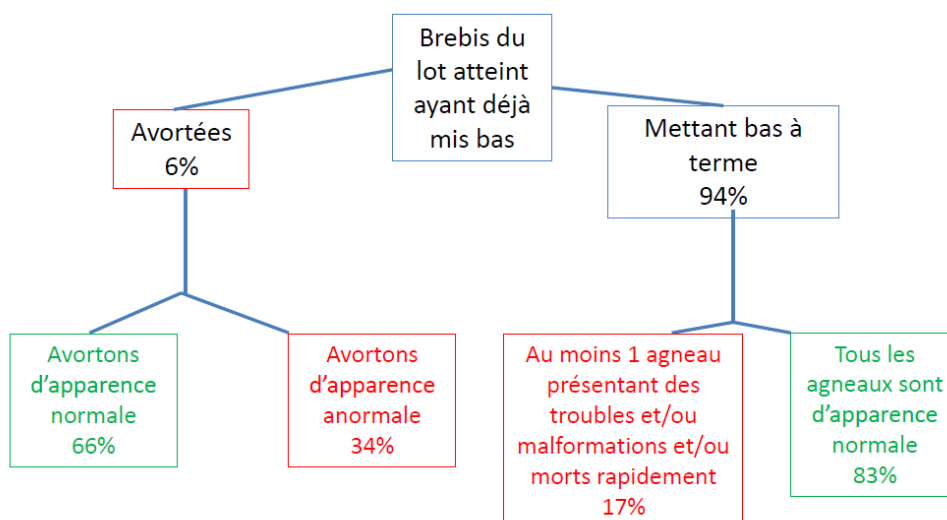 Brebis du
lot atteint
ayant déjà
mis bas
Avortées
6%
Mettant bas à
terme
94%
Avortons
d'apparence
normale
66%
Avortons
d'apparence
anormale
34%
Au moins 1 agneau
présentant des
troubles et/ou
malformations et/ou
morts rapidement
17%
Tous les
agneaux sont
d'apparence
normale
83%